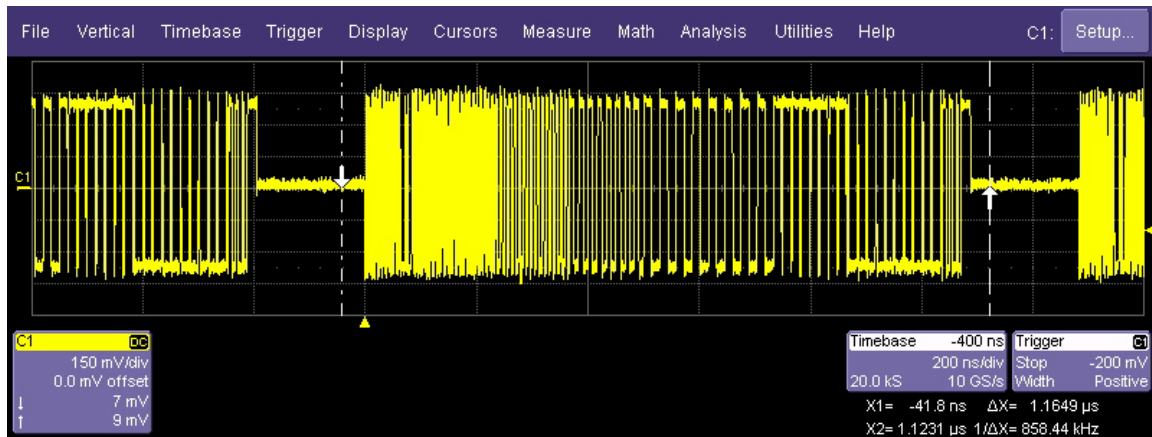 File Vertical Timebase Trigger Display Cursors Measure Math Analysis Utilities Help C1: Setup...
C1
C1 DC
150 mV/div
0.0 mV offset
↓ 7 mV
↑ 9 mV
Timebase -400 ns
200 ns/div
20.0 kS 10 GS/s
Trigger C1
Stop -200 mV
Width Positive
X1= -41.8 ns ΔX= 1.1649 µs
X2= 1.1231 µs 1/ΔX= 858.44 kHz